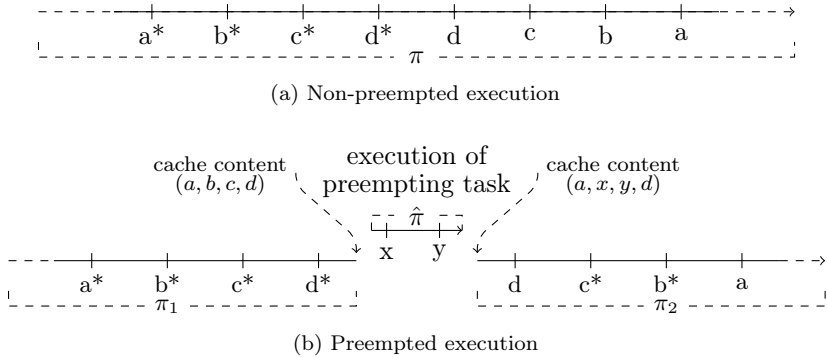 a* b* c* d* d c b a
π
(a) Non-preempted execution
cache content
(a, b, c, d)
execution of
preempting task
cache content
(a, x, y, d)
π̂
x y
a* b* c* d* d c* b* a
π₁ π₂
(b) Preempted execution